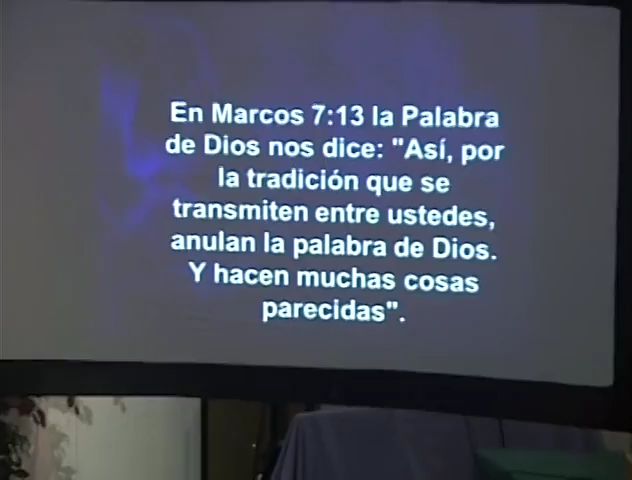 En Marcos 7:13 la Palabra
de Dios nos dice: "Así, por
la tradición que se
transmiten entre ustedes,
anulan la palabra de Dios.
Y hacen muchas cosas
parecidas".